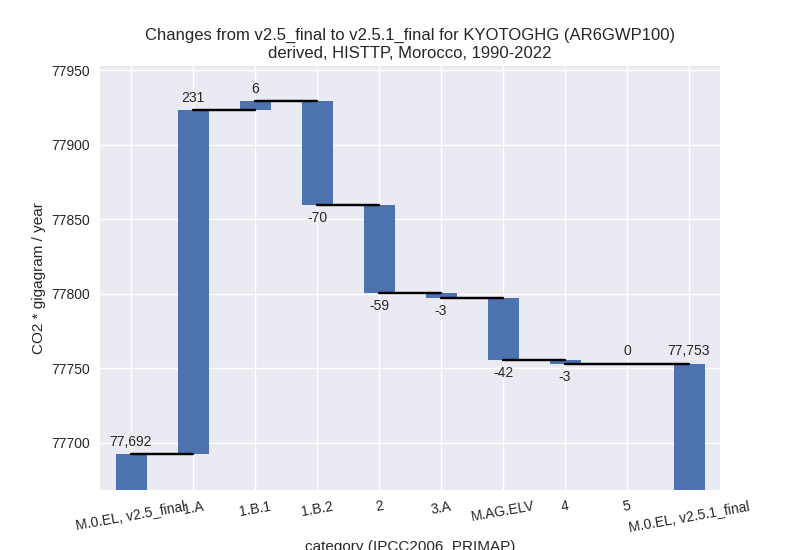 Changes from v2.5_final to v2.5.1_final for KYOTOGHG (AR6GWP100)
derived, HISTTP, Morocco, 1990-2022
CO2 * gigagram / year
77950
77900
77850
77800
77750
77700
77,692
231
6
-70
-59
-3
-42
-3
0
77,753
M.0.EL, v2.5_final
1.A
1.B.1
1.B.2
2
3.A
M.AG.ELV
4
5
M.0.EL, v2.5.1_final
category (IPCC2006_PRIMAP)